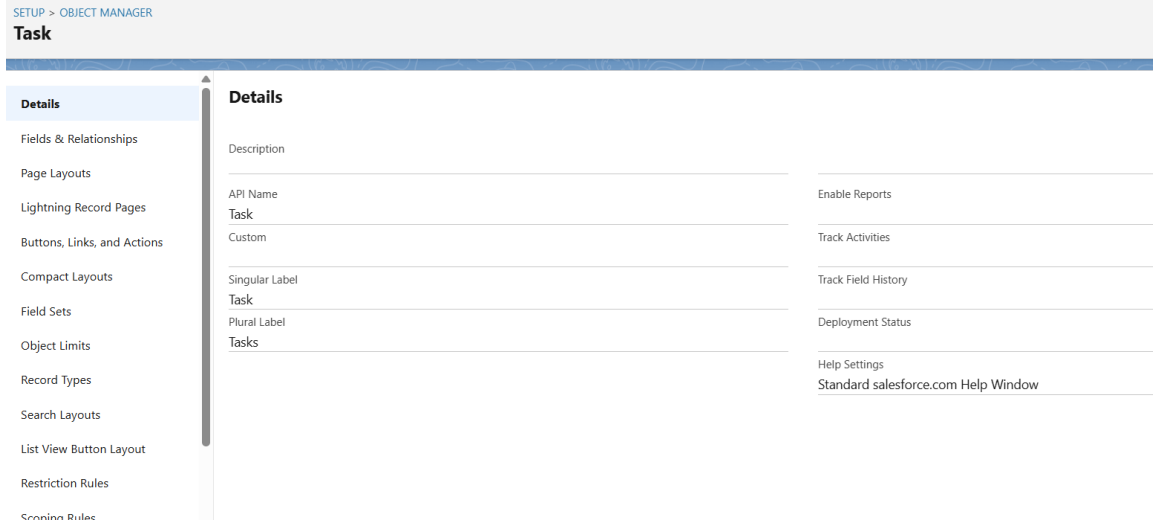 SETUP > OBJECT MANAGER
Task
Details
Fields & Relationships
Page Layouts
Lightning Record Pages
Buttons, Links, and Actions
Compact Layouts
Field Sets
Object Limits
Record Types
Search Layouts
List View Button Layout
Restriction Rules
Scoping Rules
Details
Description
API Name
Task
Custom
Singular Label
Task
Plural Label
Tasks
Enable Reports
Track Activities
Track Field History
Deployment Status
Help Settings
Standard salesforce.com Help Window